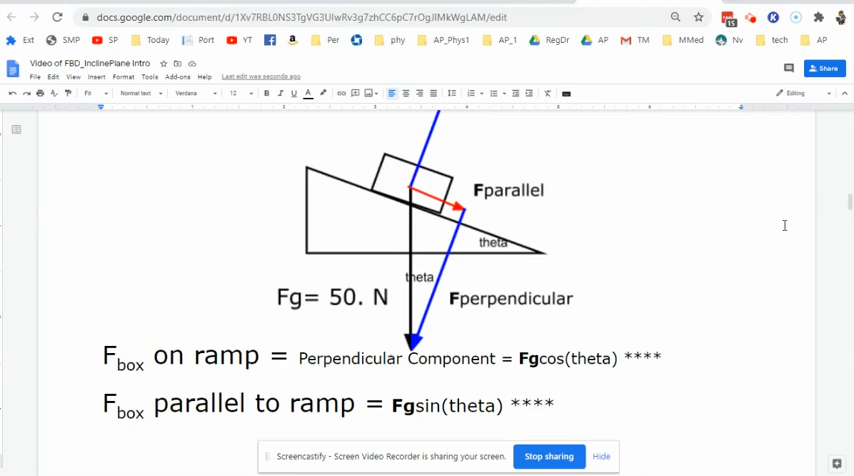 docs.google.com/document/d/1Xv7RBL0NS3TgVG3UIwRv3g7zhCC6pC7rOgJlMkWgLAM/edit
15
Ext SMP SP Today Port YT Per phy AP_Phys1 AP_1 RegDr AP TM MMed Nv tech AP
Video of FBD_InclinePlane Intro
File Edit View Insert Format Tools Add-ons Help Last edit was seconds ago
Share
Fit Normal text Verdana 12 Editing
Fparallel
theta
theta
Fg= 50. N
Fperpendicular
Fbox on ramp = Perpendicular Component = Fgcos(theta) ****
Fbox parallel to ramp = Fgsin(theta) ****
Screencastify - Screen Video Recorder is sharing your screen. Stop sharing Hide